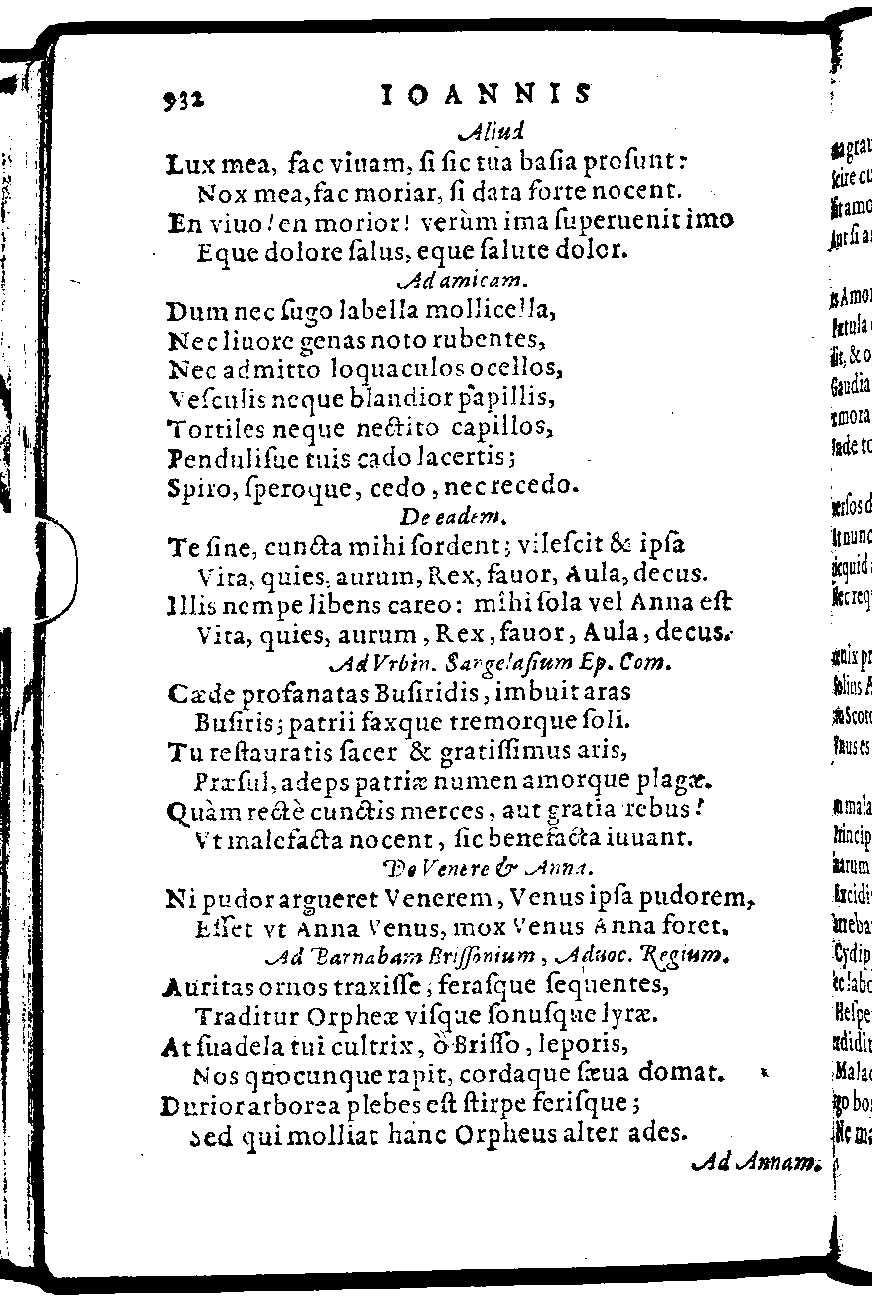 932 IOANNIS
Aliud
Lux mea, fac viuam, ſi ſic tua baſia proſunt:
Nox mea, fac moriar, ſi data forte nocent.
En viuo! en morior! verùm ima ſuperuenit imo
Eque dolore ſalus, eque ſalute dolor.
Ad amicam.
Dum nec ſugo labella mollicella,
Nec liuore genas noto rubentes,
Nec admitto loquaculos ocellos,
Veſculis neque blandior papillis,
Tortiles neque nectito capillos,
Penduliſue tuis cado lacertis;
Spiro, ſperoque, cedo, nec recedo.
De eadem.
Te ſine, cuncta mihi ſordent; vileſcit & ipſa
Vita, quies, aurum, Rex, fauor, Aula, decus.
Illis nempe libens careo: mihi ſola vel Anna eſt
Vita, quies, aurum, Rex, fauor, Aula, decus.
Ad Vrbin. Sargelaſium Ep. Com.
Cæde profanatas Buſiridis, imbuit aras
Buſiris; patrii faxque tremorque ſoli.
Tu reſtauratis ſacer & gratiſſimus aris,
Præſul, adeps patriæ numen amorque plagæ.
Quàm rectè cunctis merces, aut gratia rebus!
Vt malefacta nocent, ſic benefacta iuuant.
De Venere & Anna.
Ni pudor argueret Venerem, Venus ipſa pudorem,
Eſſet vt Anna Venus, mox Venus Anna foret.
Ad Barnabam Briſſonium, Aduoc. Regium.
Auritas ornos traxiſſe, feraſque ſequentes,
Traditur Orpheæ viſque ſonuſque lyræ.
At ſuadela tui cultrix, ô Briſſo, leporis,
Nos quocunque rapit, cordaque ſæua domat.
Durior arborea plebes eſt ſtirpe feriſque;
Sed qui molliat hanc Orpheus alter ades.
Ad Annam.